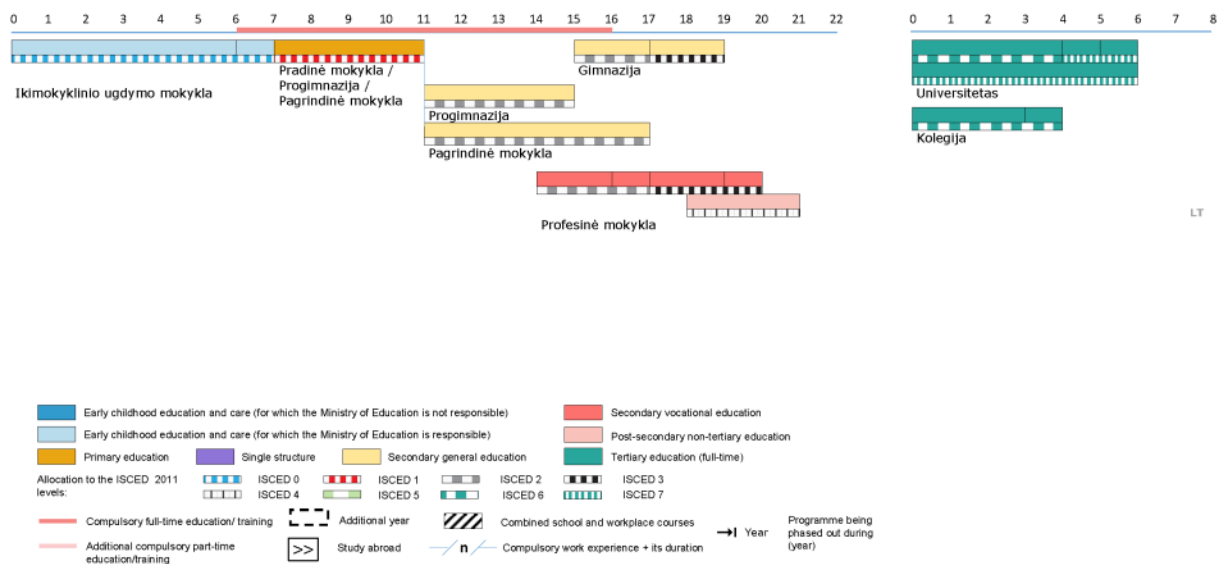 0 1 2 3 4 5 6 7 8 9 10 11 12 13 14 15 16 17 18 19 20 21 22
0 1 2 3 4 5 6 7 8
Ikimokyklinio ugdymo mokykla
Pradinė mokykla /
Progimnazija /
Pagrindinė mokykla
Gimnazija
Progimnazija
Pagrindinė mokykla
Profesinė mokykla
Universitetas
Kolegija
LT
Early childhood education and care (for which the Ministry of Education is not responsible)
Secondary vocational education
Early childhood education and care (for which the Ministry of Education is responsible)
Post-secondary non-tertiary education
Primary education
Single structure
Secondary general education
Tertiary education (full-time)
Allocation to the ISCED 2011
levels:
ISCED 0
ISCED 1
ISCED 2
ISCED 3
ISCED 4
ISCED 5
ISCED 6
ISCED 7
Compulsory full-time education/ training
Additional year
Combined school and workplace courses
Year
Programme being
phased out during
(year)
Additional compulsory part-time
education/training
>>
Study abroad
n
Compulsory work experience + its duration